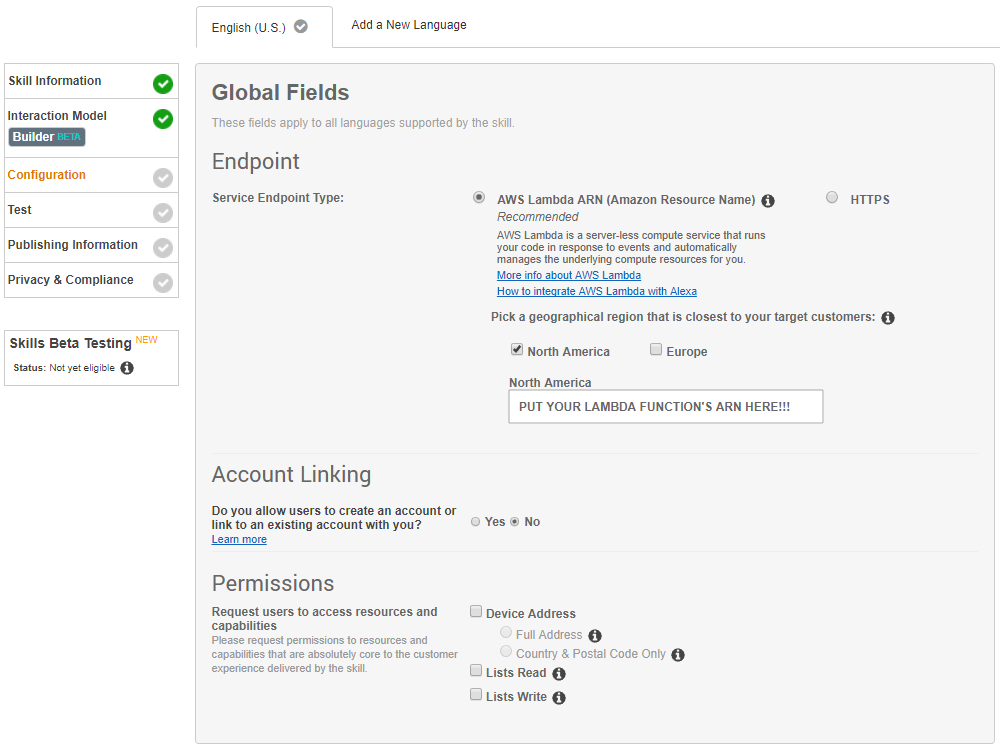 English (U.S.)
Add a New Language
Skill Information
Interaction Model
Builder BETA
Configuration
Test
Publishing Information
Privacy & Compliance
Skills Beta Testing NEW
Status: Not yet eligible
Global Fields
These fields apply to all languages supported by the skill.
Endpoint
Service Endpoint Type:
AWS Lambda ARN (Amazon Resource Name)
HTTPS
Recommended
AWS Lambda is a server-less compute service that runs
your code in response to events and automatically
manages the underlying compute resources for you.
More info about AWS Lambda
How to integrate AWS Lambda with Alexa
Pick a geographical region that is closest to your target customers:
North America
Europe
North America
PUT YOUR LAMBDA FUNCTION'S ARN HERE!!!
Account Linking
Do you allow users to create an account or
link to an existing account with you?
Learn more
Yes
No
Permissions
Request users to access resources and
capabilities
Please request permissions to resources and
capabilities that are absolutely core to the customer
experience delivered by the skill.
Device Address
Full Address
Country & Postal Code Only
Lists Read
Lists Write